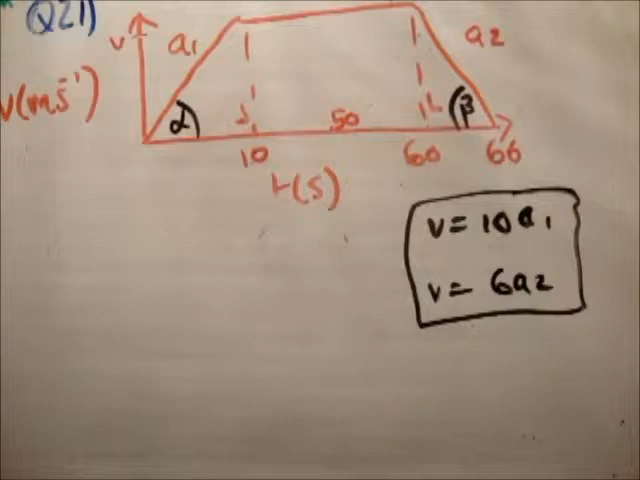 Q21)
v
a1
a2
v(ms⁻¹)
α
β
50
10
60
66
t(s)
v = 10a1
v = 6a2